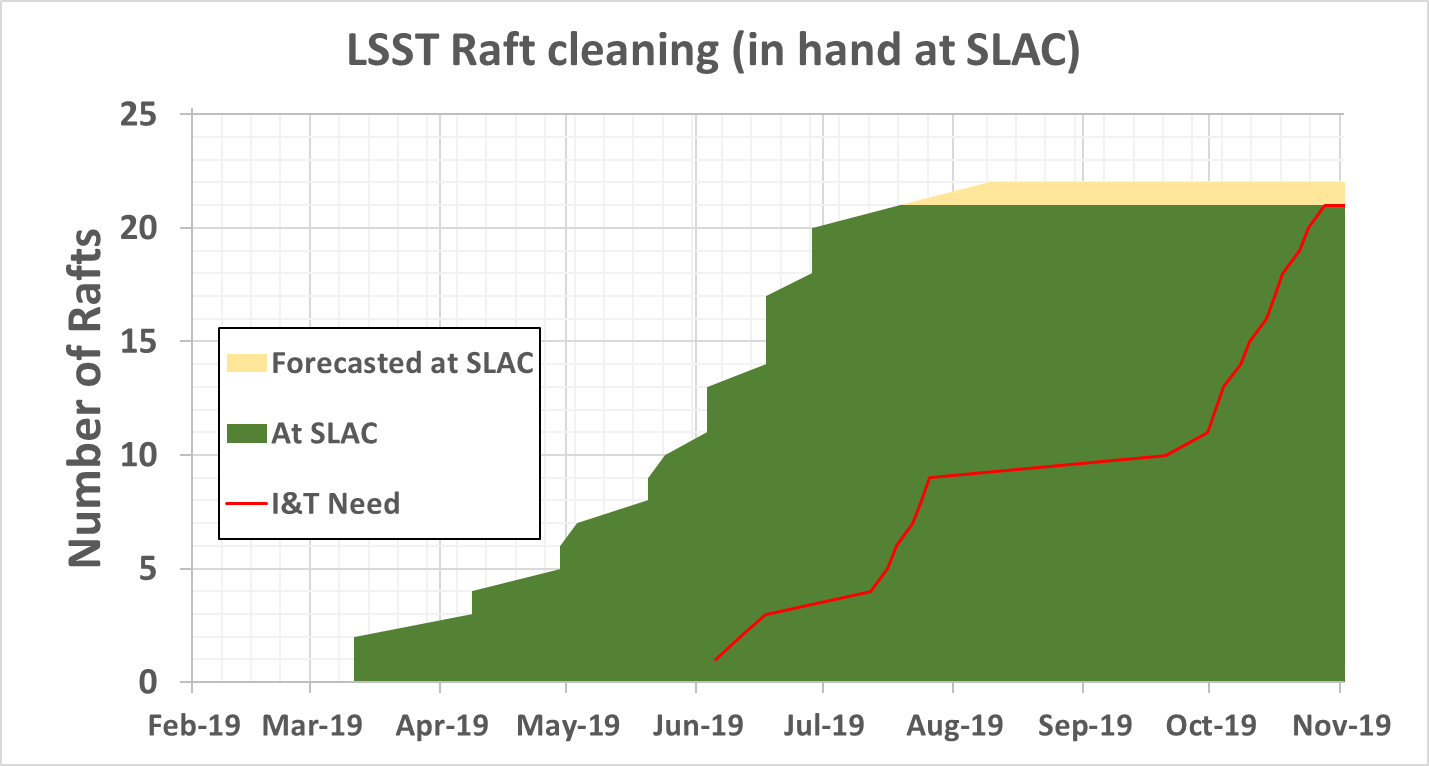 LSST Raft cleaning (in hand at SLAC)
Number of Rafts
25
20
15
10
5
0
Forecasted at SLAC
At SLAC
I&T Need
Feb-19 Mar-19 Apr-19 May-19 Jun-19 Jul-19 Aug-19 Sep-19 Oct-19 Nov-19